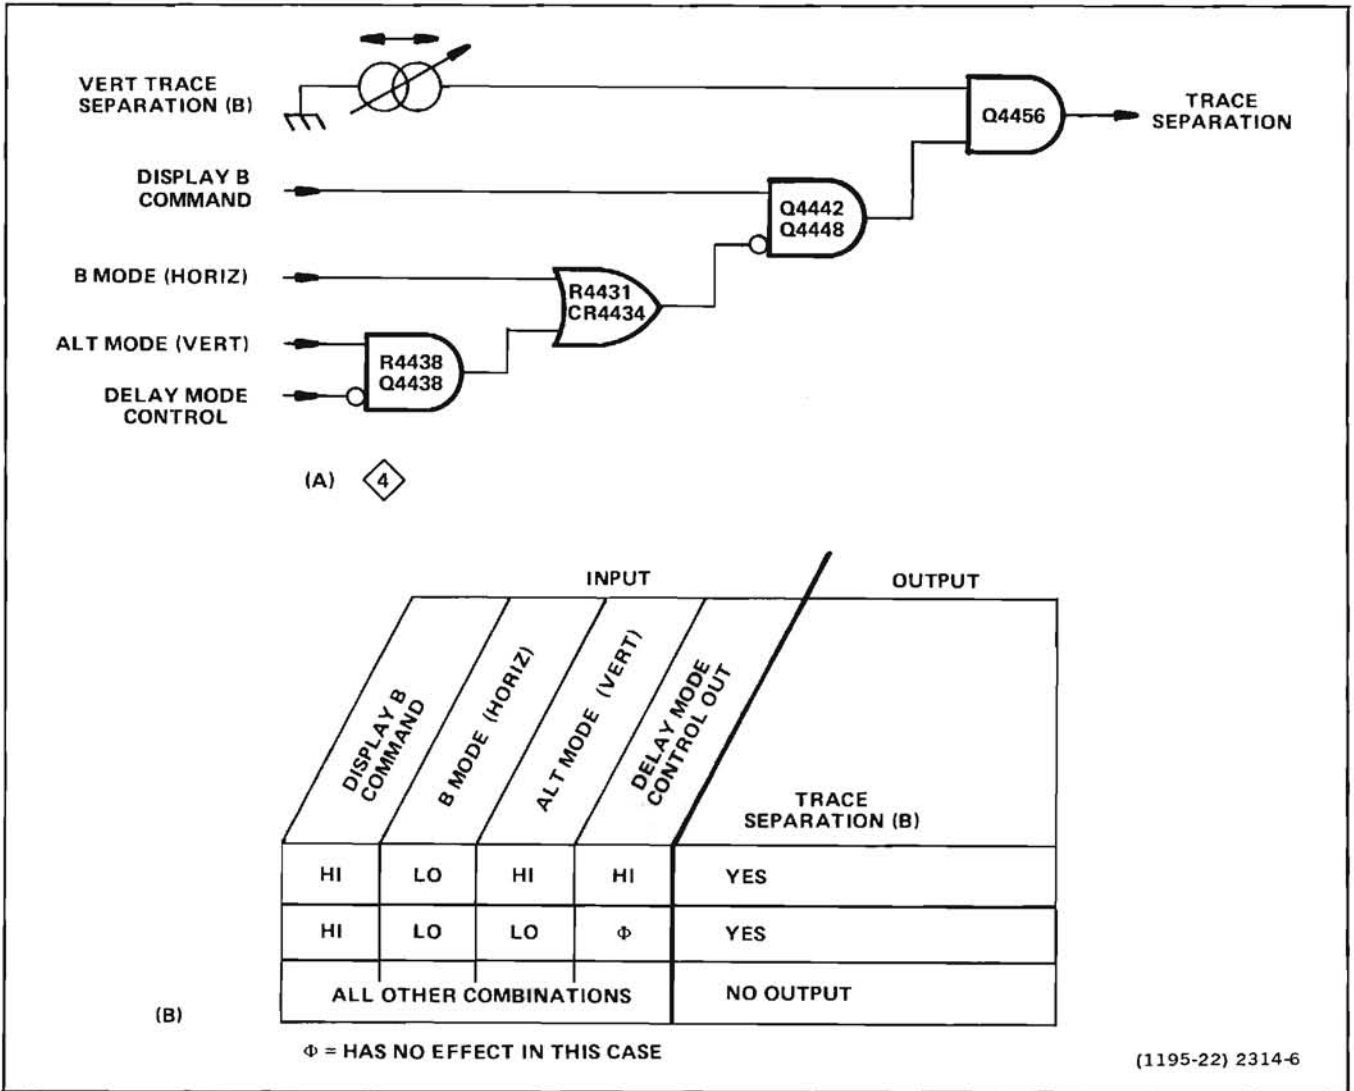 VERT TRACE
SEPARATION (B)
Q4456
TRACE
SEPARATION
DISPLAY B
COMMAND
Q4442
Q4448
B MODE (HORIZ)
R4431
CR4434
ALT MODE (VERT)
R4438
Q4438
DELAY MODE
CONTROL
(A) 4
INPUT
OUTPUT
DISPLAY B
COMMAND
B MODE (HORIZ)
ALT MODE (VERT)
DELAY MODE
CONTROL OUT
TRACE
SEPARATION (B)
HI LO HI HI YES
HI LO LO Φ YES
ALL OTHER COMBINATIONS NO OUTPUT
(B)
Φ = HAS NO EFFECT IN THIS CASE
(1195-22) 2314-6